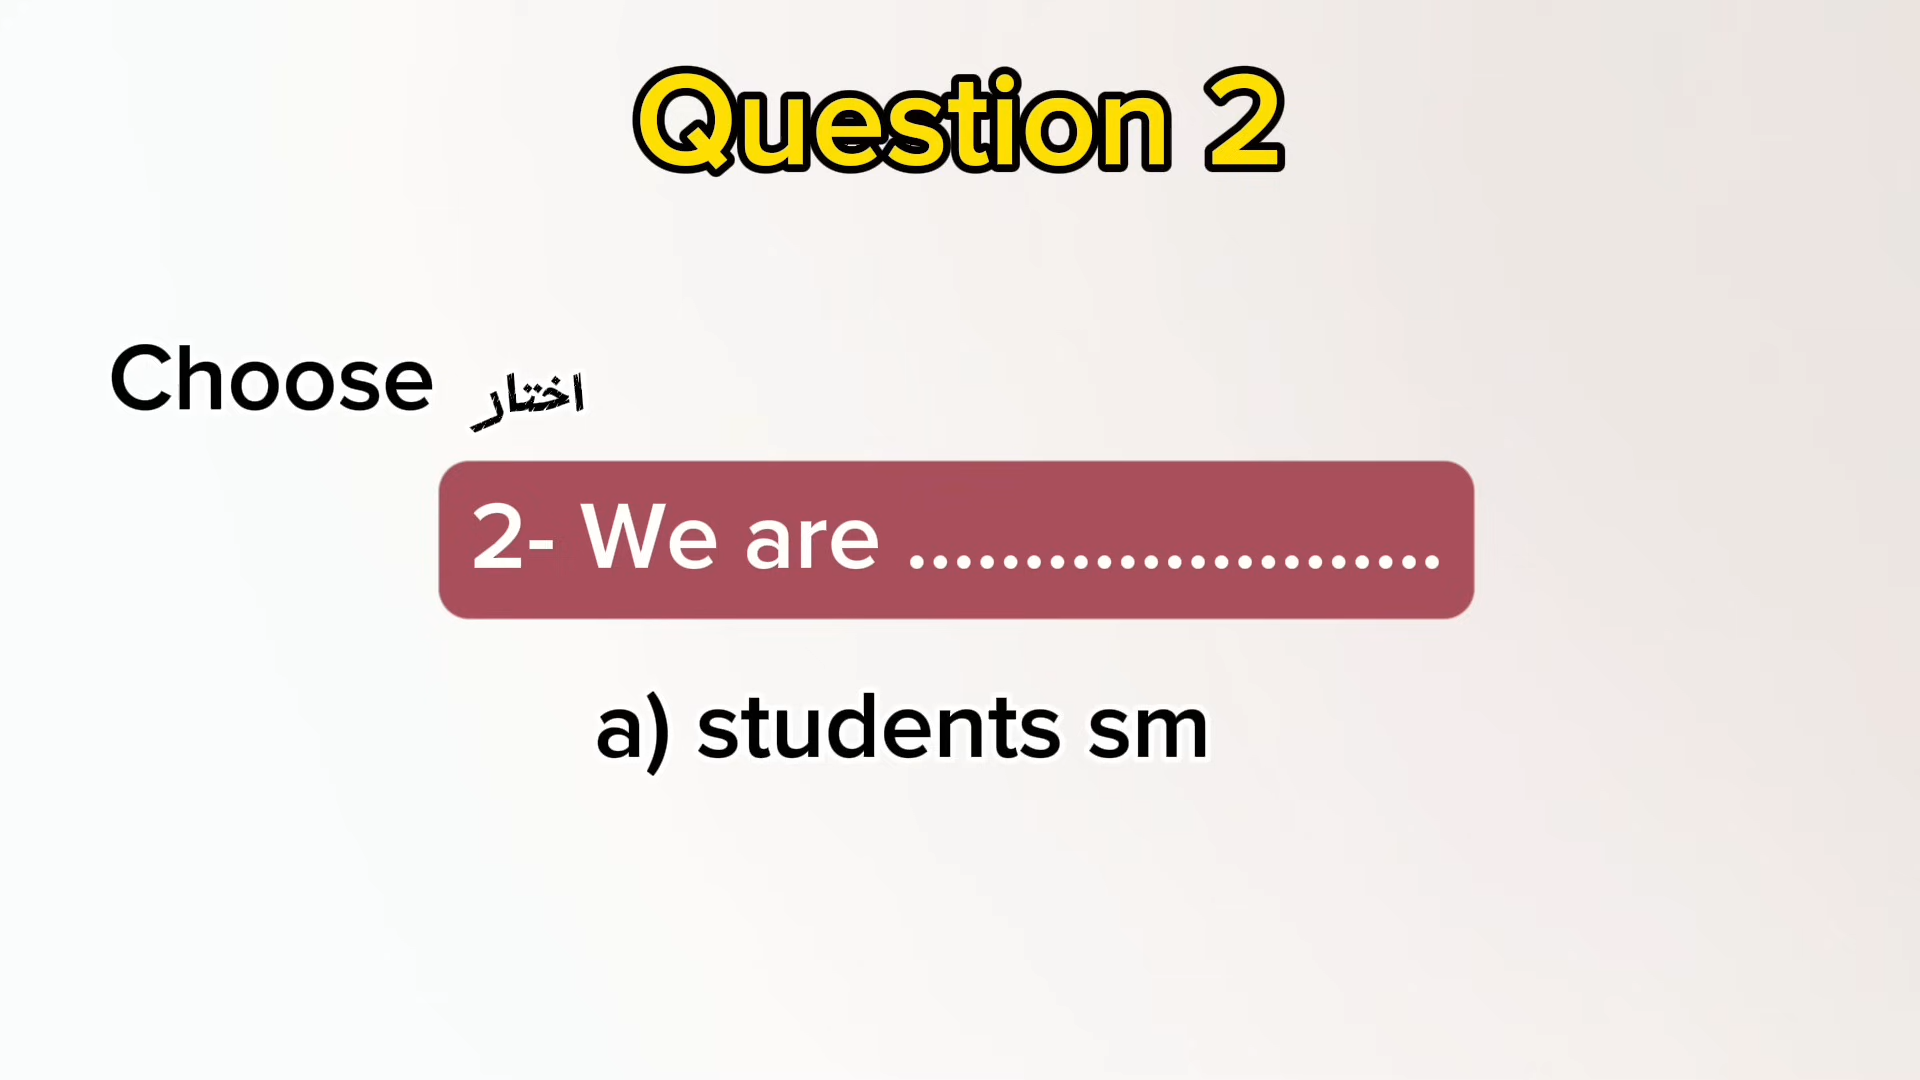 Question 2
Choose اختار
2- We are .......................
a) students sm